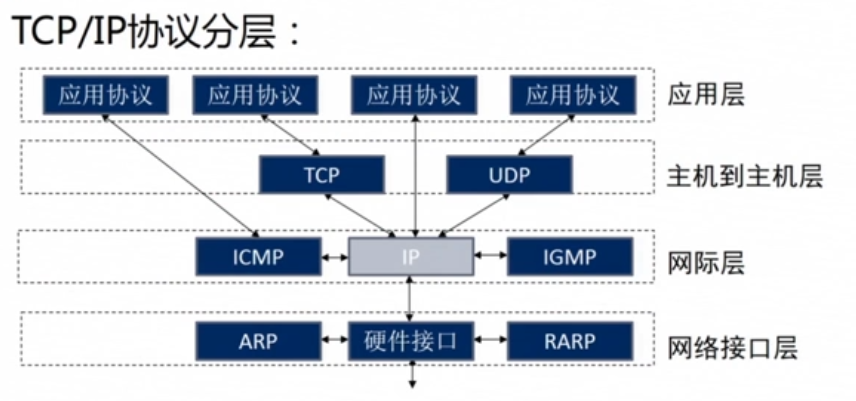 TCP/IP协议分层：
应用协议 应用协议 应用协议 应用协议 应用层
TCP UDP 主机到主机层
ICMP IP IGMP 网际层
ARP 硬件接口 RARP 网络接口层